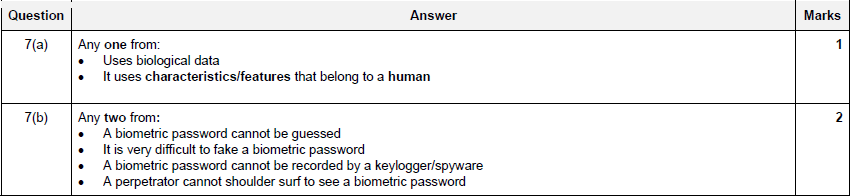 Question Answer Marks
7(a) Any one from: 1
• Uses biological data
• It uses characteristics/features that belong to a human
7(b) Any two from: 2
• A biometric password cannot be guessed
• It is very difficult to fake a biometric password
• A biometric password cannot be recorded by a keylogger/spyware
• A perpetrator cannot shoulder surf to see a biometric password